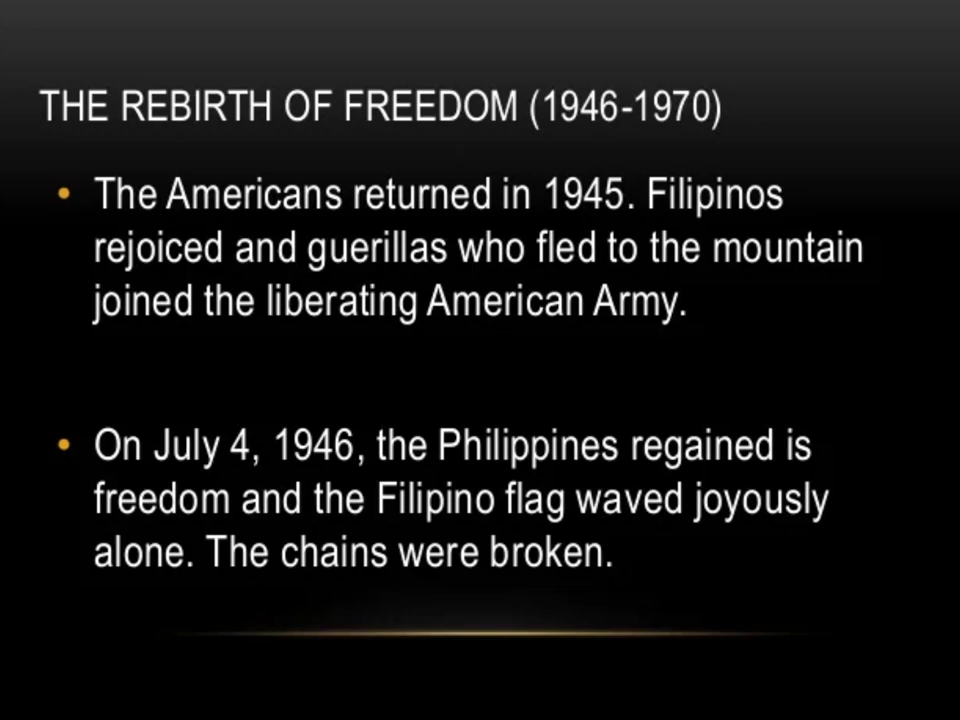 THE REBIRTH OF FREEDOM (1946-1970)
• The Americans returned in 1945. Filipinos
rejoiced and guerillas who fled to the mountain
joined the liberating American Army.
• On July 4, 1946, the Philippines regained is
freedom and the Filipino flag waved joyously
alone. The chains were broken.